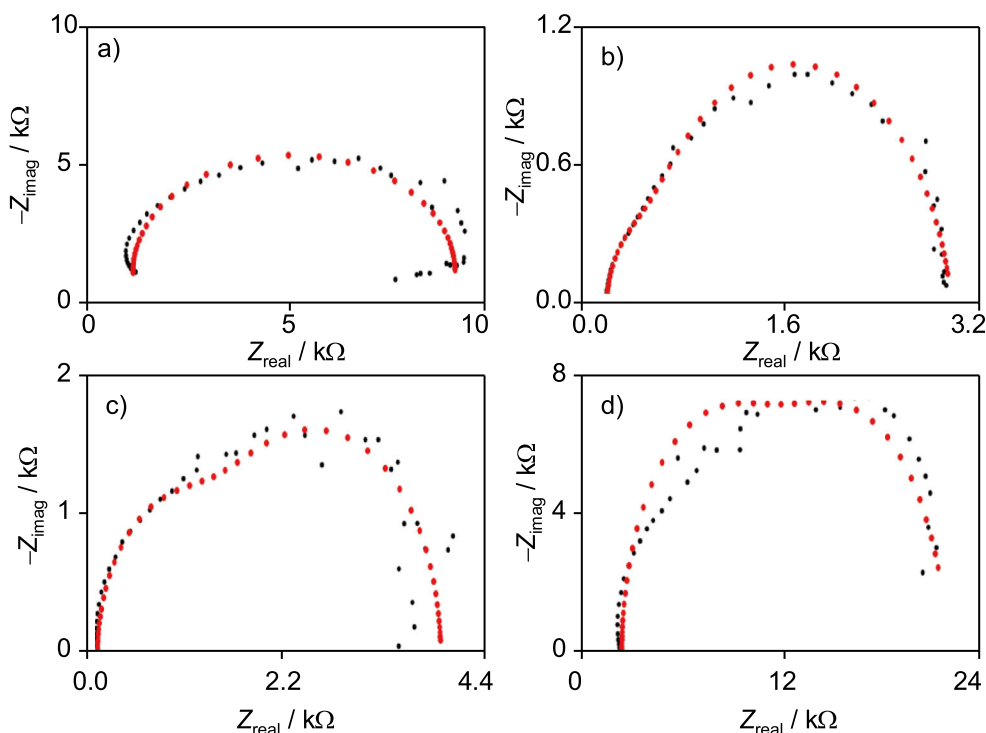 a)
10
5
0
0
5
10
–Zimag / kΩ
Zreal / kΩ
b)
1.2
0.6
0.0
0.0
1.6
3.2
–Zimag / kΩ
Zreal / kΩ
c)
2
1
0
0.0
2.2
4.4
–Zimag / kΩ
Zreal / kΩ
d)
8
4
0
0
12
24
–Zimag / kΩ
Zreal / kΩ